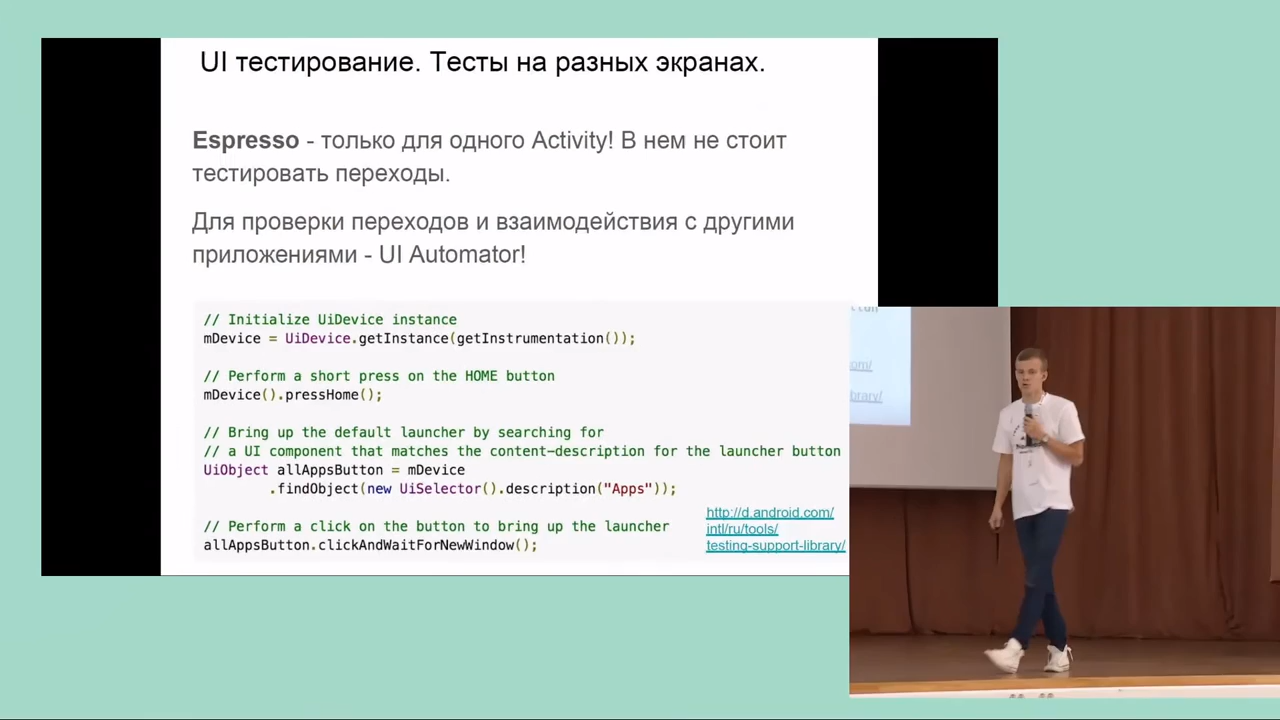 UI тестирование. Тесты на разных экранах.
Espresso - только для одного Activity! В нем не стоит
тестировать переходы.
Для проверки переходов и взаимодействия с другими
приложениями - UI Automator!
// Initialize UiDevice instance
mDevice = UiDevice.getInstance(getInstrumentation());
// Perform a short press on the HOME button
mDevice().pressHome();
// Bring up the default launcher by searching for
// a UI component that matches the content-description for the launcher button
UiObject allAppsButton = mDevice
.findObject(new UiSelector().description("Apps"));
// Perform a click on the button to bring up the launcher
allAppsButton.clickAndWaitForNewWindow();
http://d.android.com/
intl/ru/tools/
testing-support-library/
om/
brary/